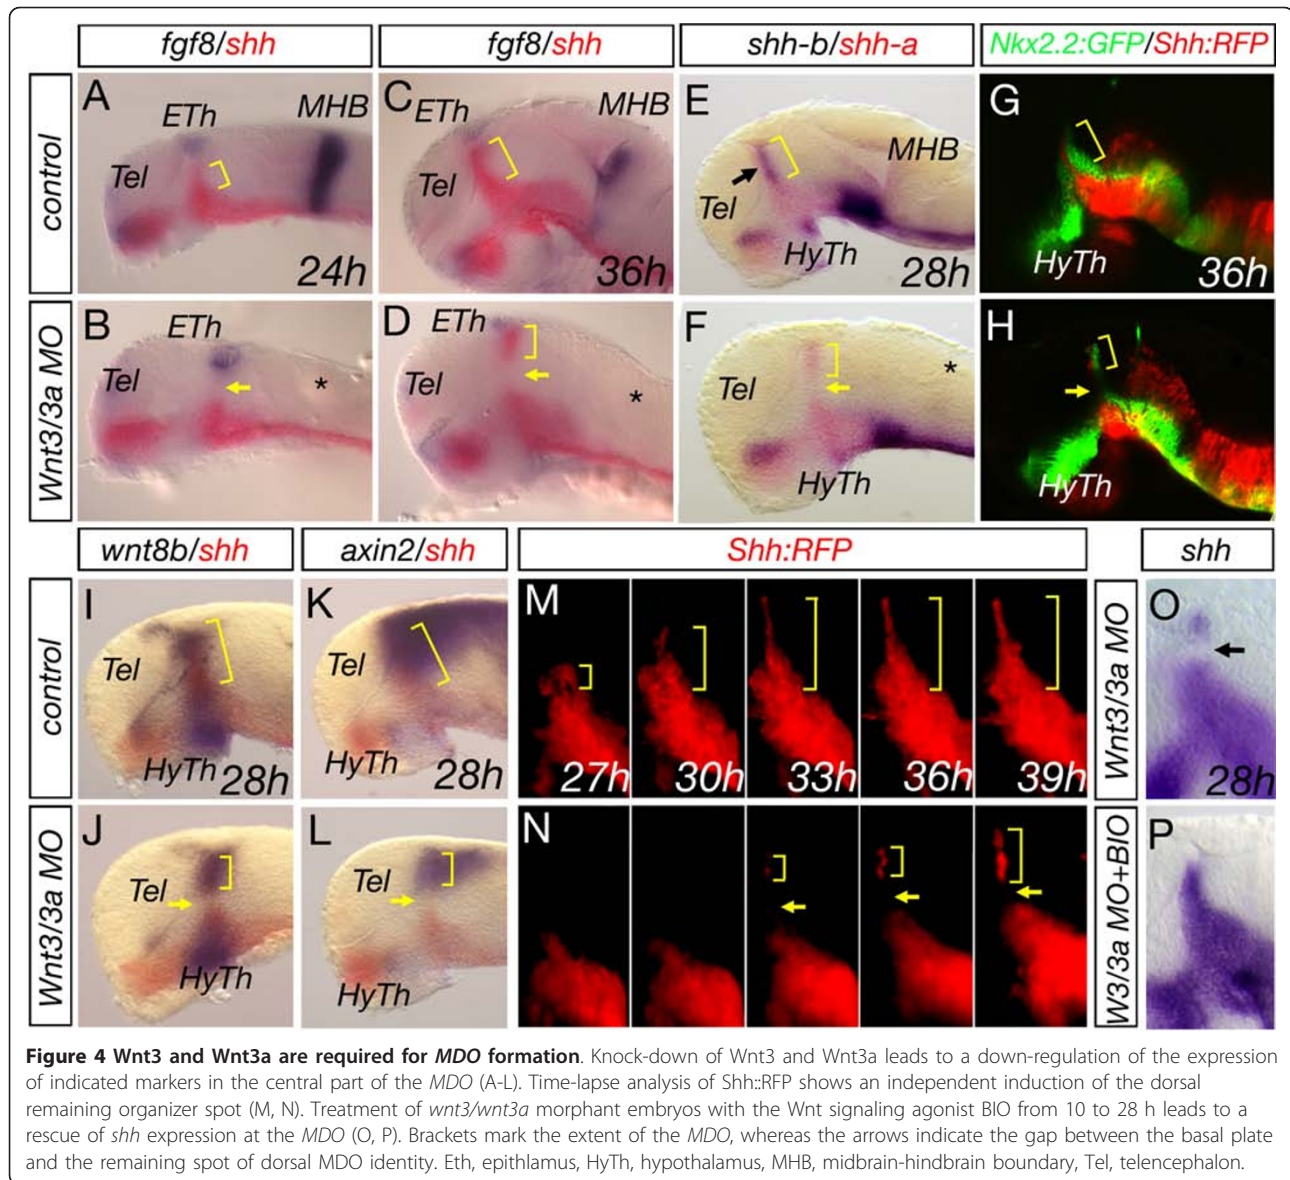 fgf8/shh
fgf8/shh
shh-b/shh-a
Nkx2.2:GFP/Shh:RFP
control
A
ETh
MHB
Tel
24h
C
ETh
MHB
Tel
36h
E
MHB
Tel
HyTh
28h
G
HyTh
36h
Wnt3/3a MO
B
ETh
Tel
*
D
ETh
Tel
*
F
Tel
*
HyTh
H
HyTh
wnt8b/shh
axin2/shh
Shh:RFP
shh
control
I
Tel
HyTh
28h
K
Tel
HyTh
28h
M
27h
30h
33h
36h
39h
Wnt3/3a MO
O
28h
Wnt3/3a MO
J
Tel
HyTh
L
Tel
HyTh
N
W3/3a MO+BIO
P
Figure 4 Wnt3 and Wnt3a are required for MDO formation. Knock-down of Wnt3 and Wnt3a leads to a down-regulation of the expression
of indicated markers in the central part of the MDO (A-L). Time-lapse analysis of Shh::RFP shows an independent induction of the dorsal
remaining organizer spot (M, N). Treatment of wnt3/wnt3a morphant embryos with the Wnt signaling agonist BIO from 10 to 28 h leads to a
rescue of shh expression at the MDO (O, P). Brackets mark the extent of the MDO, whereas the arrows indicate the gap between the basal plate
and the remaining spot of dorsal MDO identity. Eth, epithlamus, HyTh, hypothalamus, MHB, midbrain-hindbrain boundary, Tel, telencephalon.